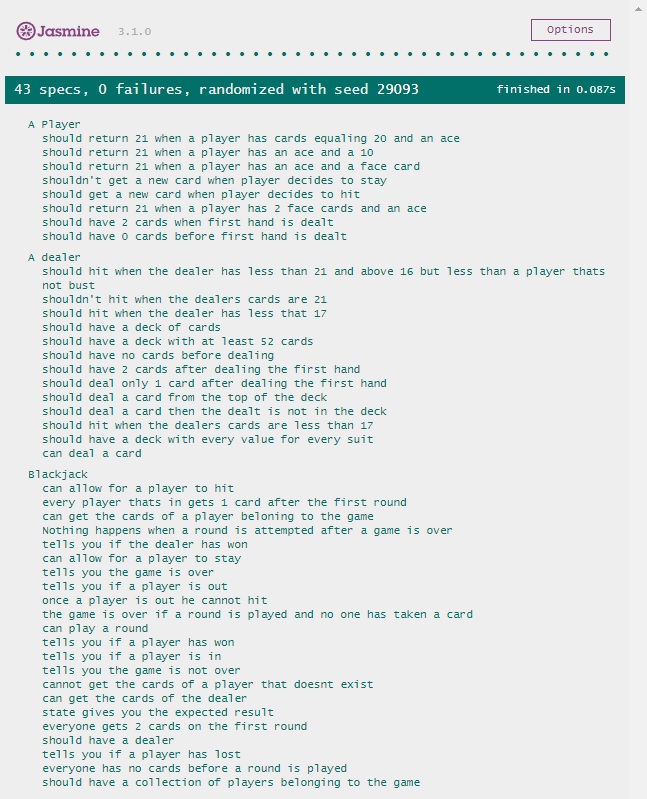 Jasmine 3.1.0 Options
43 specs, 0 failures, randomized with seed 29093 finished in 0.087s
A Player
should return 21 when a player has cards equaling 20 and an ace
should return 21 when a player has an ace and a 10
should return 21 when a player has an ace and a face card
shouldn't get a new card when player decides to stay
should get a new card when player decides to hit
should return 21 when a player has 2 face cards and an ace
should have 2 cards when first hand is dealt
should have 0 cards before first hand is dealt
A dealer
should hit when the dealer has less than 21 and above 16 but less than a player thats
not bust
shouldn't hit when the dealers cards are 21
should hit when the dealer has less that 17
should have a deck of cards
should have a deck with at least 52 cards
should have no cards before dealing
should have 2 cards after dealing the first hand
should deal only 1 card after dealing the first hand
should deal a card from the top of the deck
should deal a card then the dealt is not in the deck
should hit when the dealers cards are less than 17
should have a deck with every value for every suit
can deal a card
Blackjack
can allow for a player to hit
every player thats in gets 1 card after the first round
can get the cards of a player beloning to the game
Nothing happens when a round is attempted after a game is over
tells you if the dealer has won
can allow for a player to stay
tells you the game is over
tells you if a player is out
once a player is out he cannot hit
the game is over if a round is played and no one has taken a card
can play a round
tells you if a player has won
tells you if a player is in
tells you the game is not over
cannot get the cards of a player that doesnt exist
can get the cards of the dealer
state gives you the expected result
everyone gets 2 cards on the first round
should have a dealer
tells you if a player has lost
everyone has no cards before a round is played
should have a collection of players belonging to the game